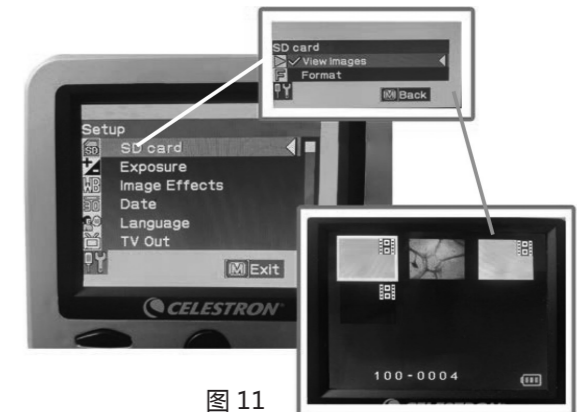 SD card
View Images
Format
M Back
Setup
SD card
Exposure
Image Effects
Date
Language
TV Out
M Exit
CELESTRON
100-0004
图 11